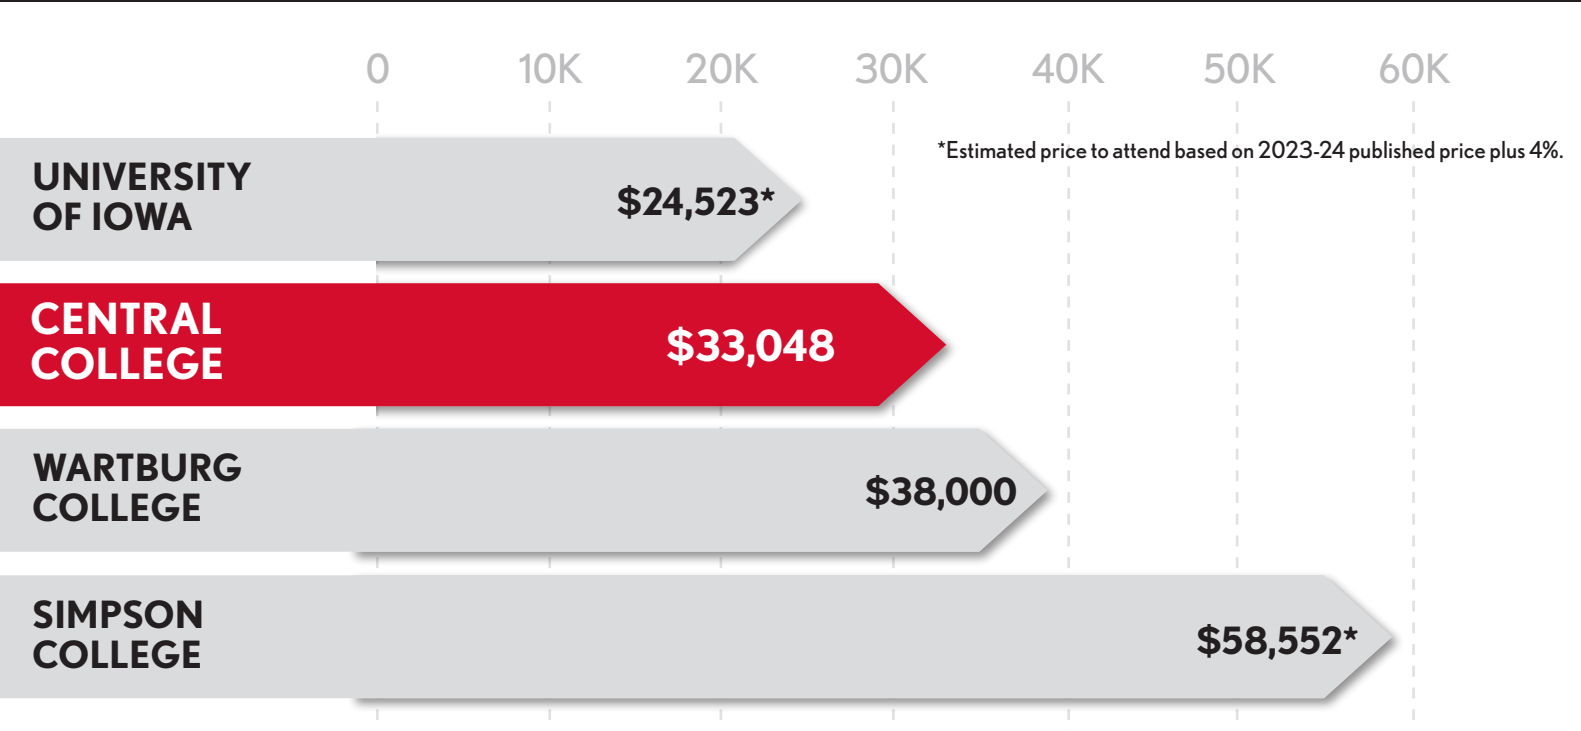 0 10K 20K 30K 40K 50K 60K
*Estimated price to attend based on 2023-24 published price plus 4%.
UNIVERSITY
OF IOWA
$24,523*
CENTRAL
COLLEGE
$33,048
WARTBURG
COLLEGE
$38,000
SIMPSON
COLLEGE
$58,552*